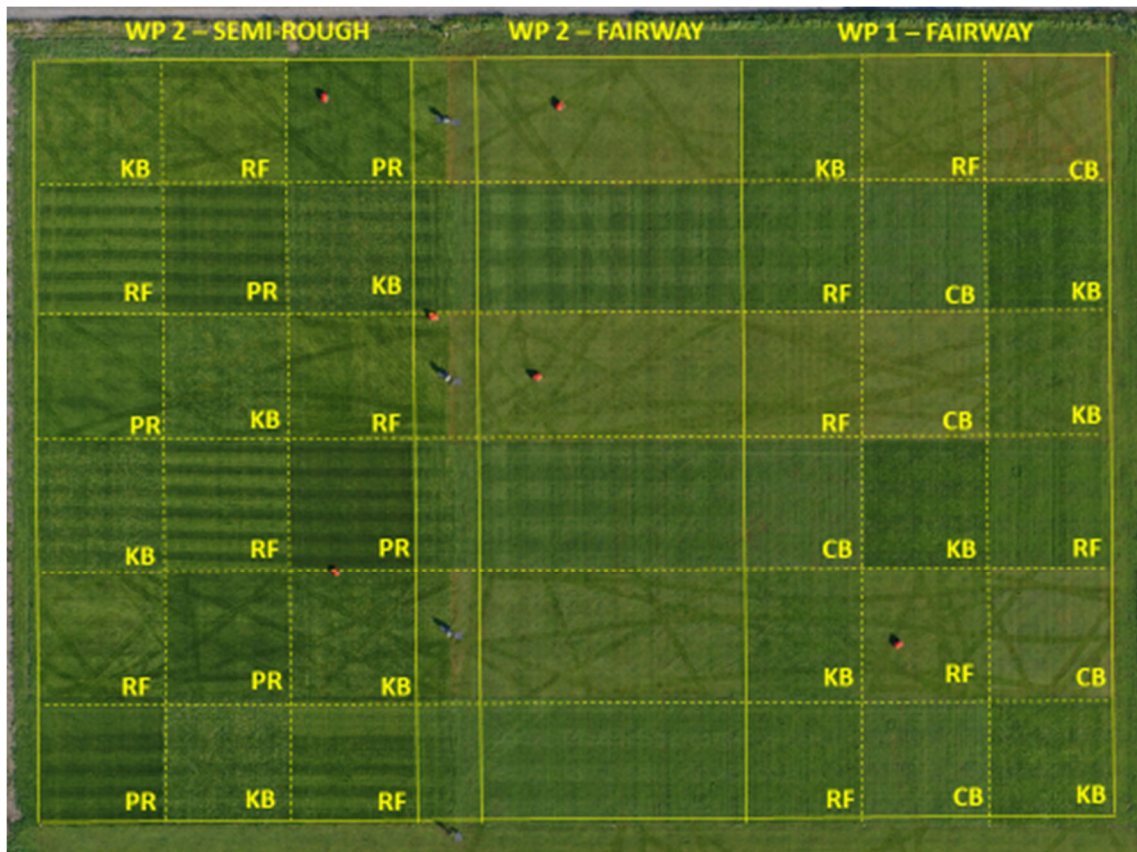 WP 2 – SEMI-ROUGH WP 2 – FAIRWAY WP 1 – FAIRWAY
KB RF PR KB RF CB
RF PR KB RF CB KB
PR KB RF RF CB KB
KB RF PR CB KB RF
RF PR KB KB RF CB
PR KB RF RF CB KB